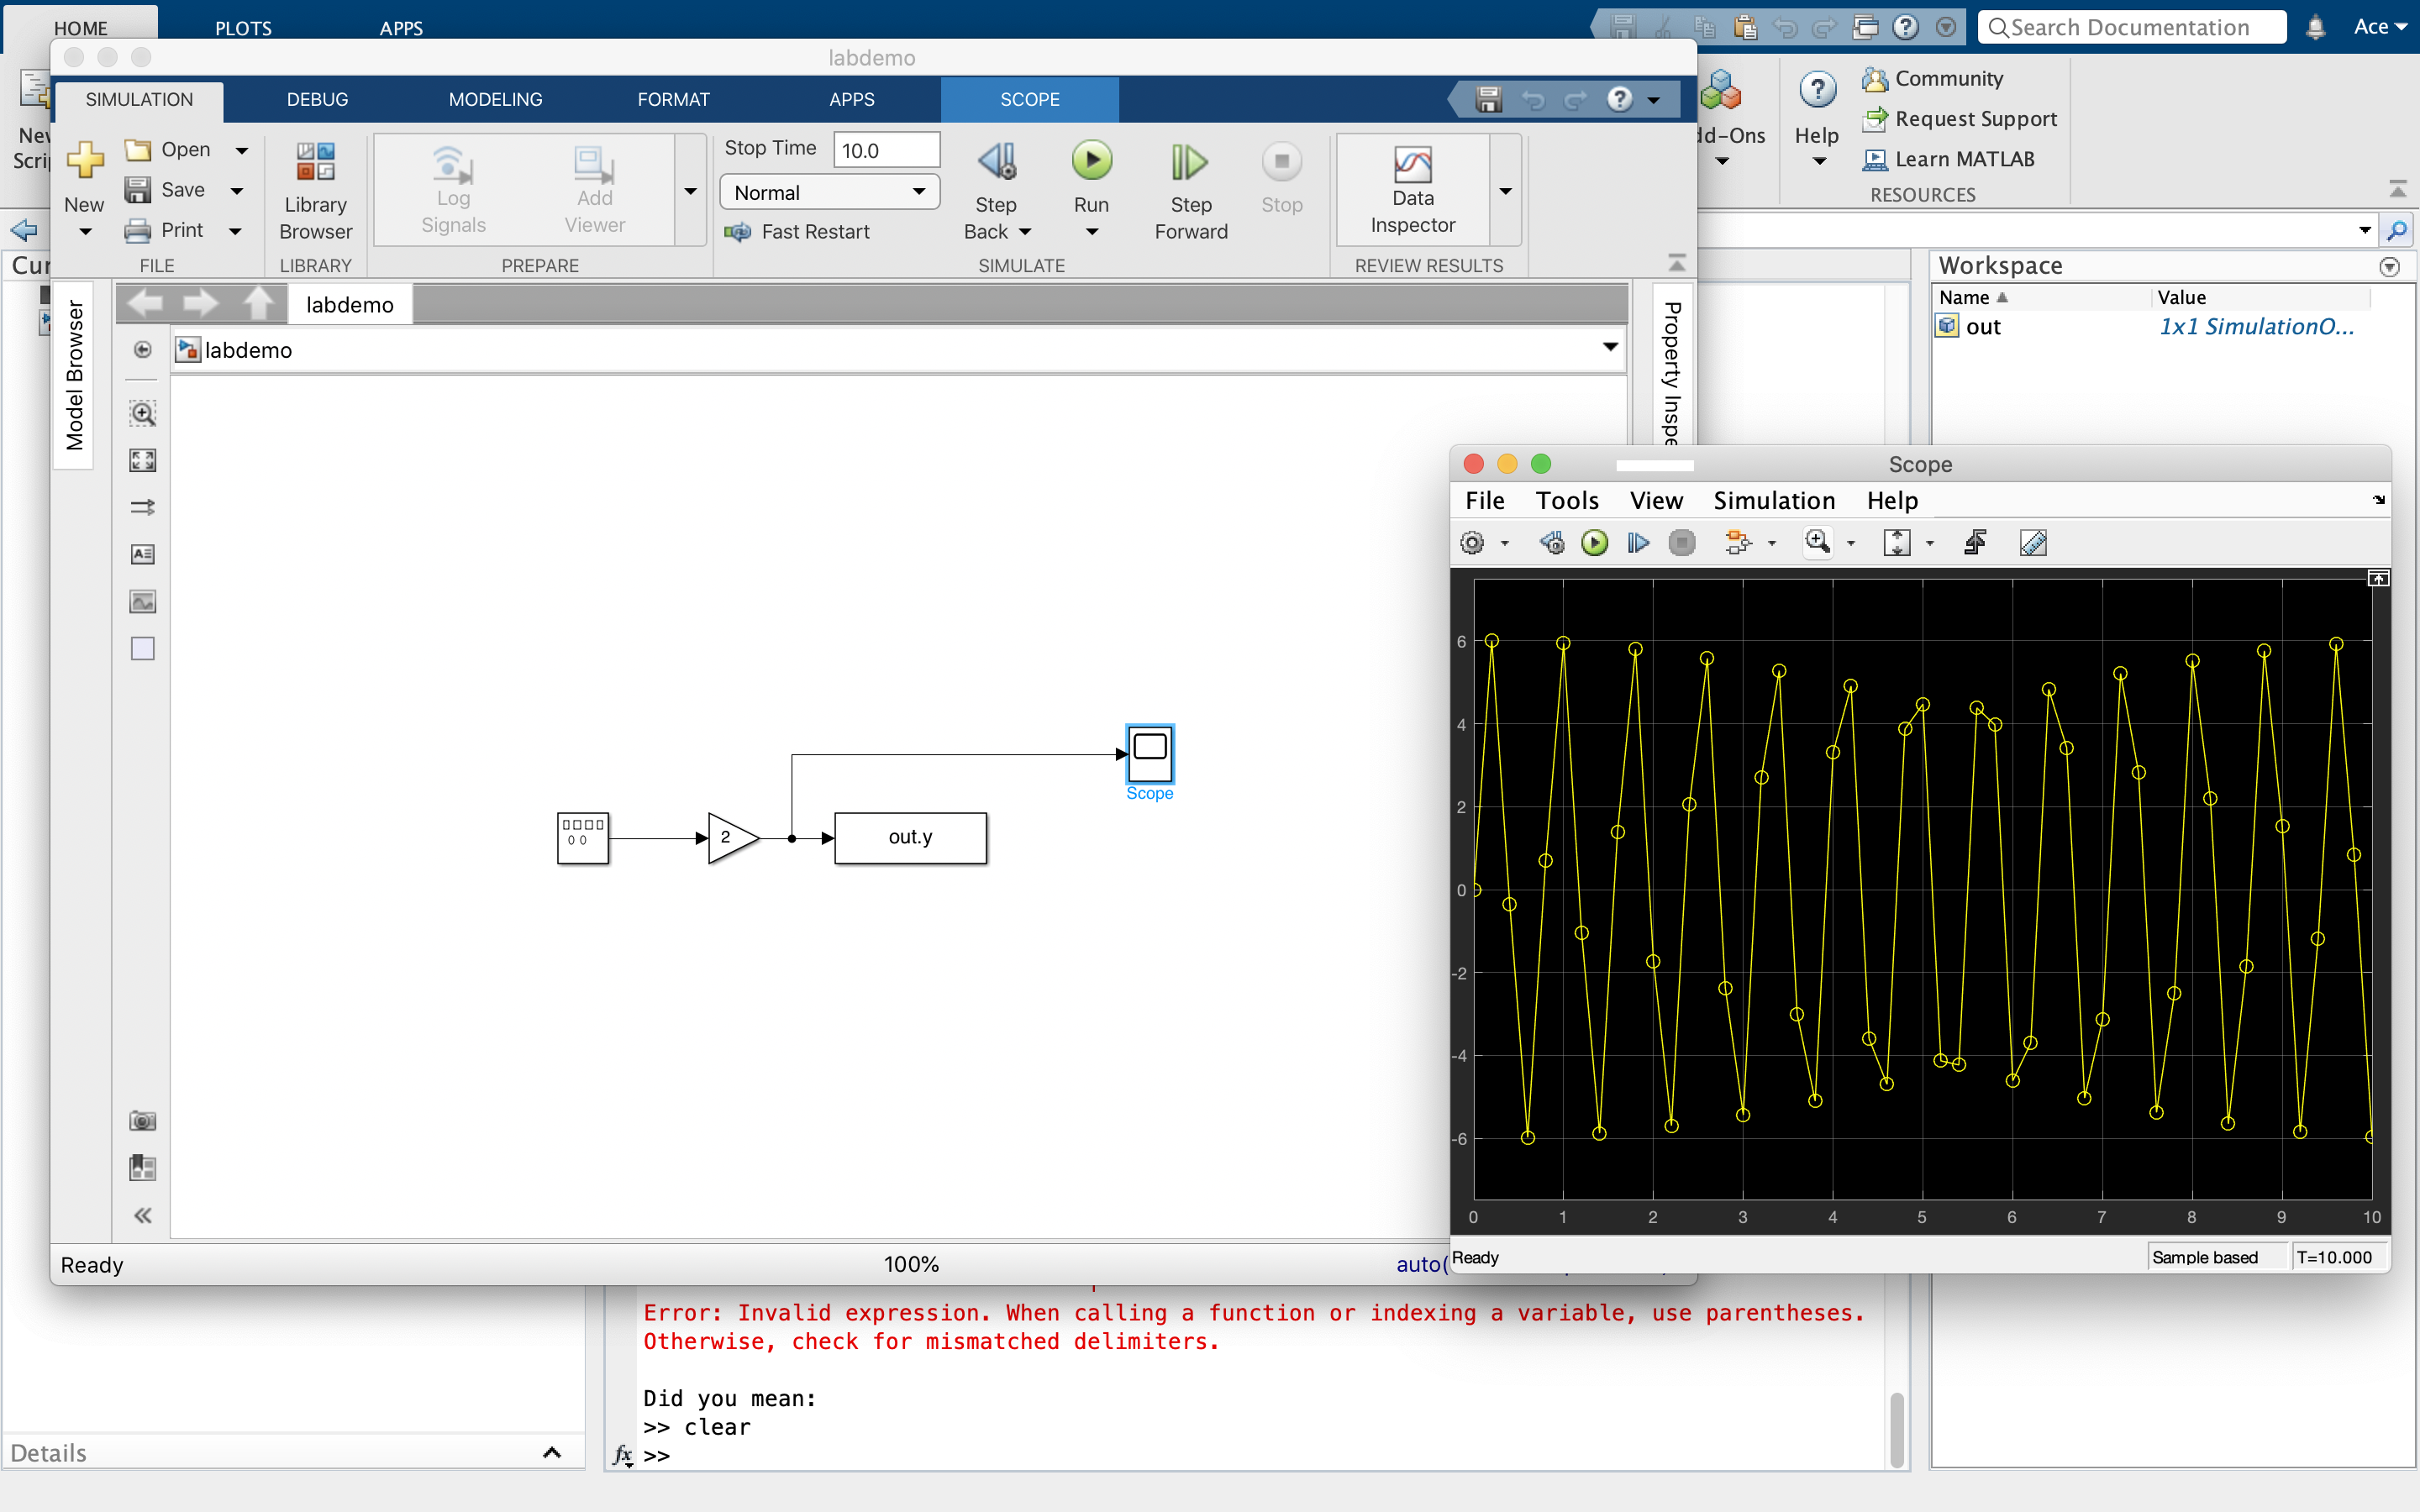 HOME PLOTS APPS
Search Documentation
Ace
labdemo
SIMULATION DEBUG MODELING FORMAT APPS SCOPE
New
Open
Save
Print
FILE
Library
Browser
LIBRARY
Log
Signals
Add
Viewer
PREPARE
Stop Time 10.0
Normal
Fast Restart
Step
Back
Run
Step
Forward
Stop
SIMULATE
Data
Inspector
REVIEW RESULTS
Help
Community
Request Support
Learn MATLAB
RESOURCES
Model Browser
labdemo
labdemo
Property Inspe
Workspace
Name Value
out 1x1 SimulationO...
2
out.y
Scope
Scope
File Tools View Simulation Help
6
4
2
0
-2
-4
-6
0 1 2 3 4 5 6 7 8 9 10
Ready Sample based T=10.000
Ready 100% auto(
Error: Invalid expression. When calling a function or indexing a variable, use parentheses.
Otherwise, check for mismatched delimiters.
Did you mean:
>> clear
fx >>
Details